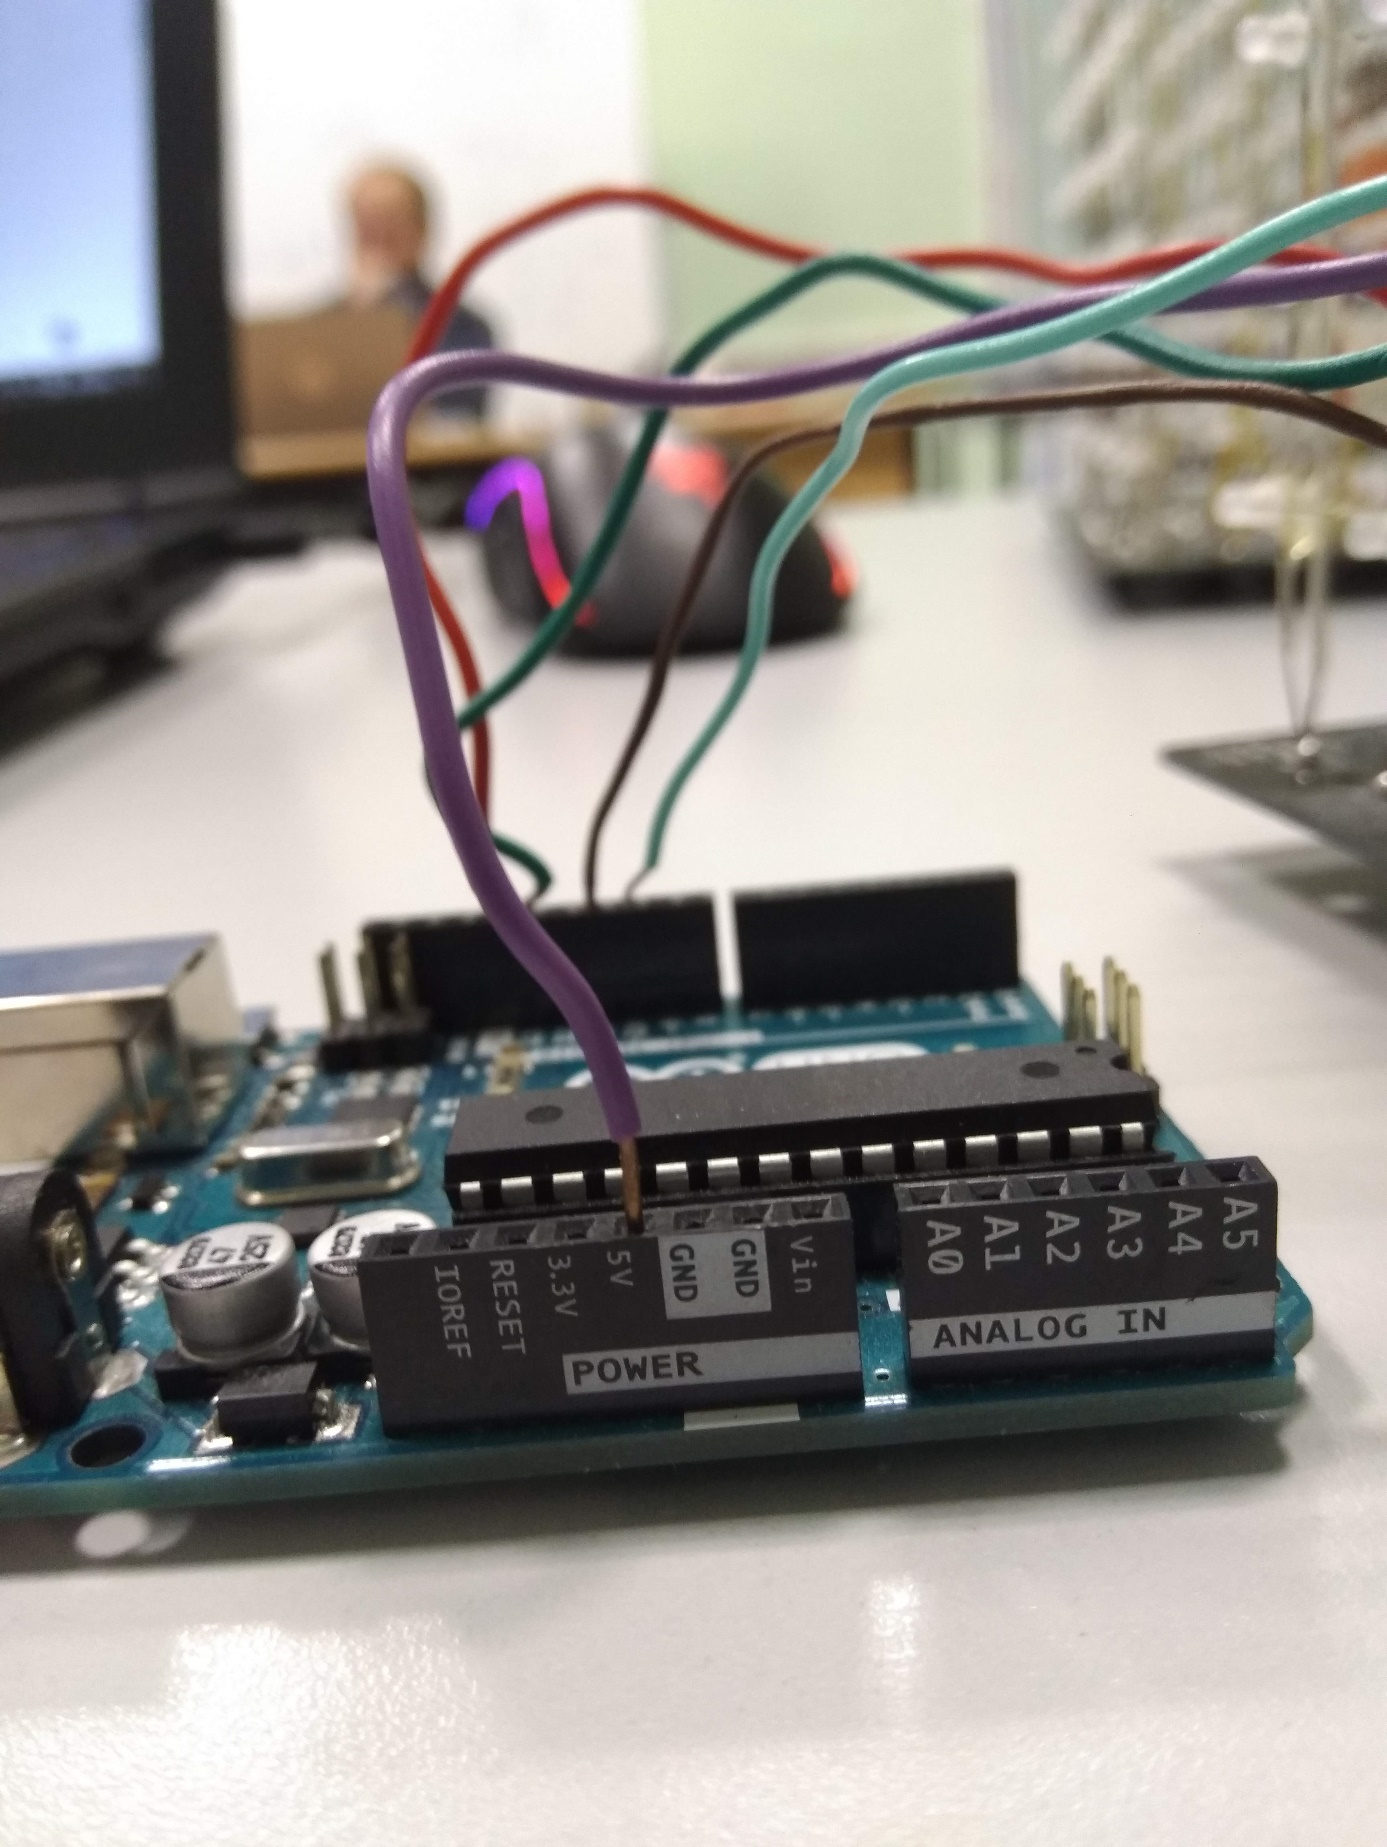 IOREF
RESET
3.3V
5V
GND
GND
Vin
POWER
A0
A1
A2
A3
A4
A5
ANALOG IN